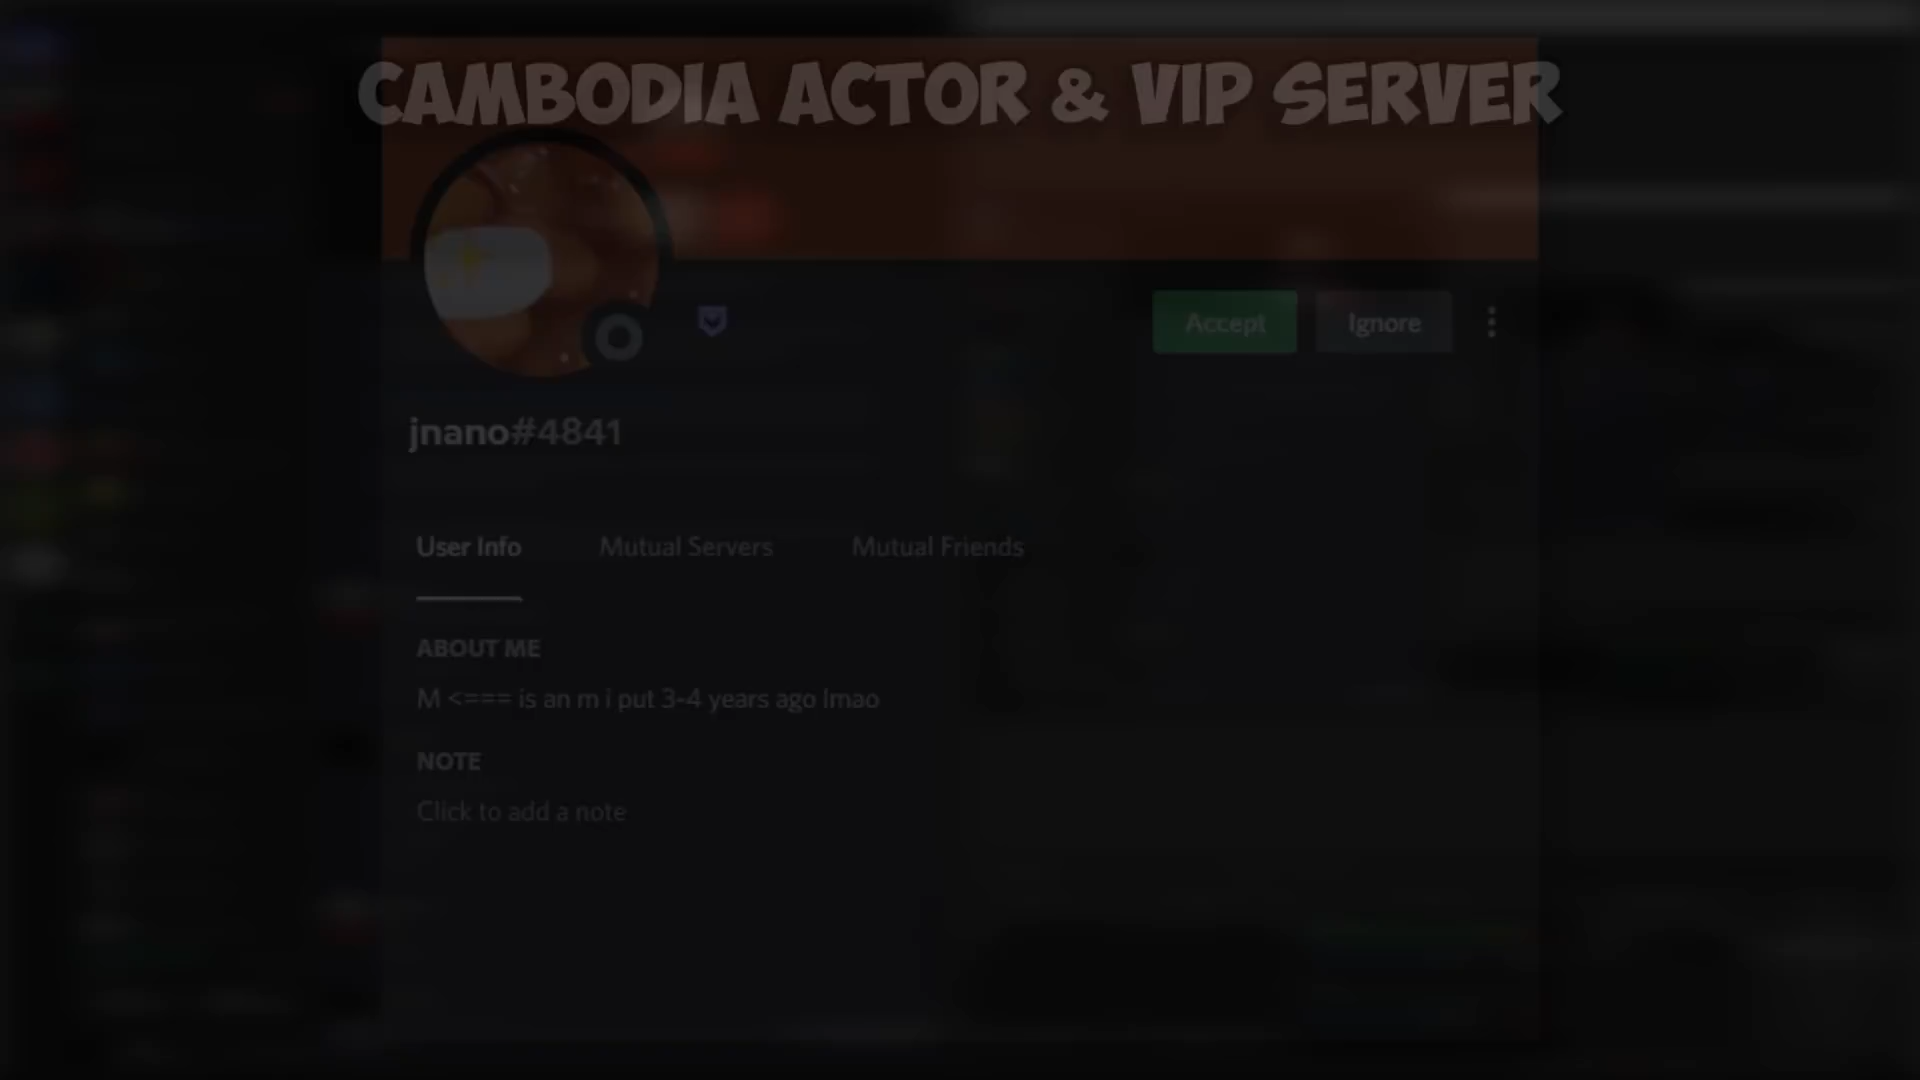 CAMBODIA ACTOR & VIP SERVER
Accept
Ignore
jnano#4841
User Info
Mutual Servers
Mutual Friends
ABOUT ME
M <=== is an m i put 3-4 years ago lmao
NOTE
Click to add a note